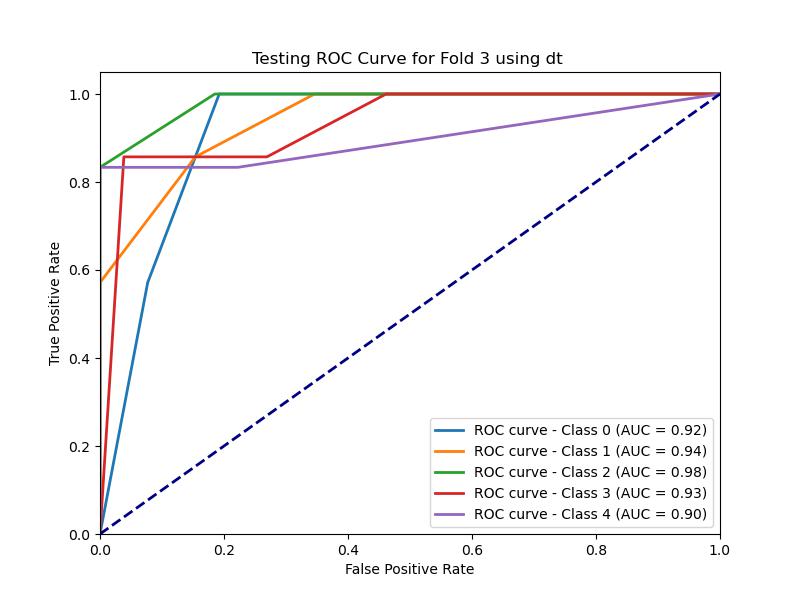 Testing ROC Curve for Fold 3 using dt
True Positive Rate
1.0
0.8
0.6
0.4
0.2
0.0
ROC curve - Class 0 (AUC = 0.92)
ROC curve - Class 1 (AUC = 0.94)
ROC curve - Class 2 (AUC = 0.98)
ROC curve - Class 3 (AUC = 0.93)
ROC curve - Class 4 (AUC = 0.90)
0.0 0.2 0.4 0.6 0.8 1.0
False Positive Rate